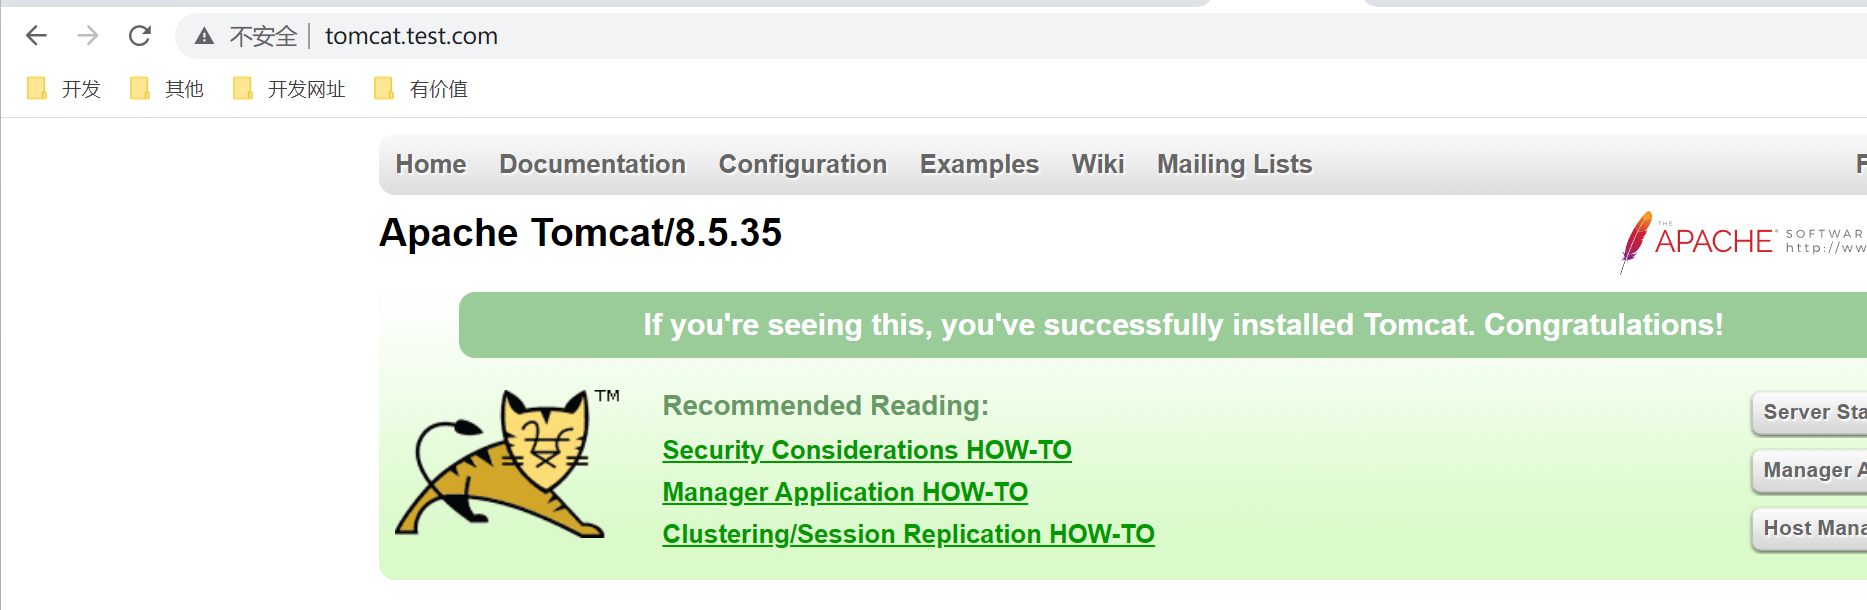 不安全 tomcat.test.com
开发 其他 开发网址 有价值
Home Documentation Configuration Examples Wiki Mailing Lists F
Apache Tomcat/8.5.35
THE
APACHE® SOFTWAR
http://ww
If you're seeing this, you've successfully installed Tomcat. Congratulations!
TM
Recommended Reading:
Security Considerations HOW-TO
Manager Application HOW-TO
Clustering/Session Replication HOW-TO
Server Sta
Manager A
Host Mana